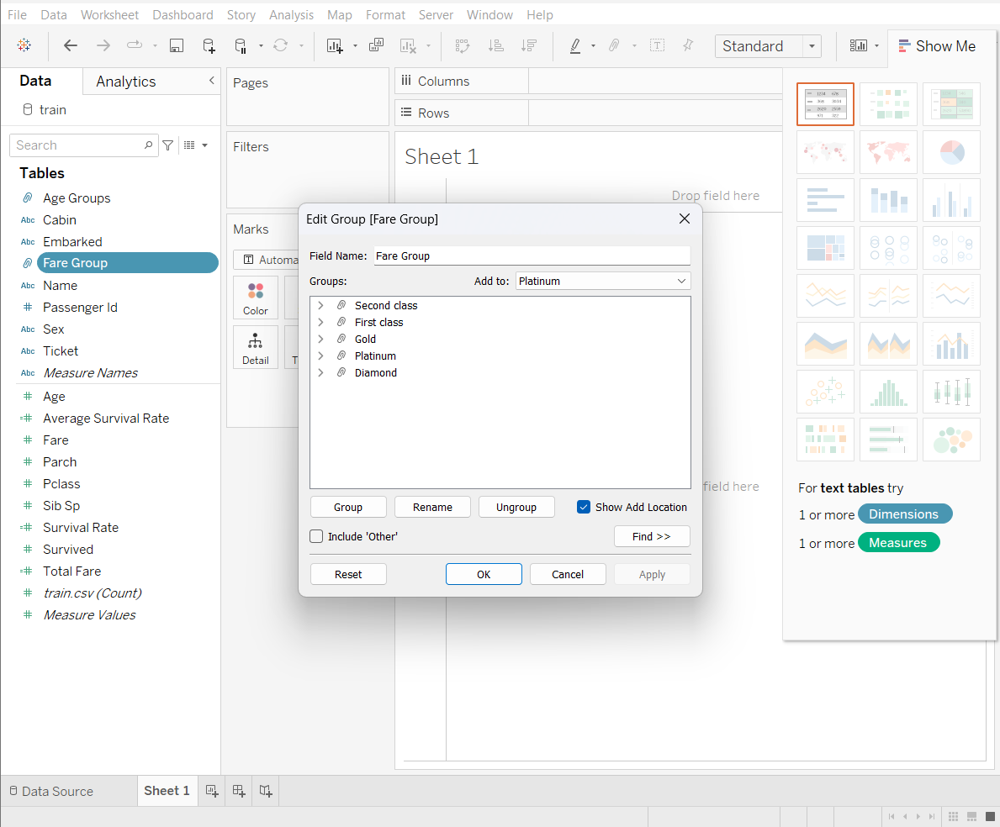 File Data Worksheet Dashboard Story Analysis Map Format Server Window Help
Standard
Show Me
Data Analytics
train
Search
Tables
Age Groups
Abc Cabin
Abc Embarked
Fare Group
Abc Name
Passenger Id
Abc Sex
Abc Ticket
Abc Measure Names
Age
Average Survival Rate
Fare
Parch
Pclass
Sib Sp
Survival Rate
Survived
Total Fare
train.csv (Count)
Measure Values
Pages
Filters
Marks
Automa
Color
Detail
T
Columns
Rows
Sheet 1
Drop field here
field here
Edit Group [Fare Group]
Field Name: Fare Group
Groups: Add to: Platinum
Second class
First class
Gold
Platinum
Diamond
Group Rename Ungroup Show Add Location
Include 'Other' Find >>
Reset OK Cancel Apply
For text tables try
1 or more Dimensions
1 or more Measures
Data Source Sheet 1